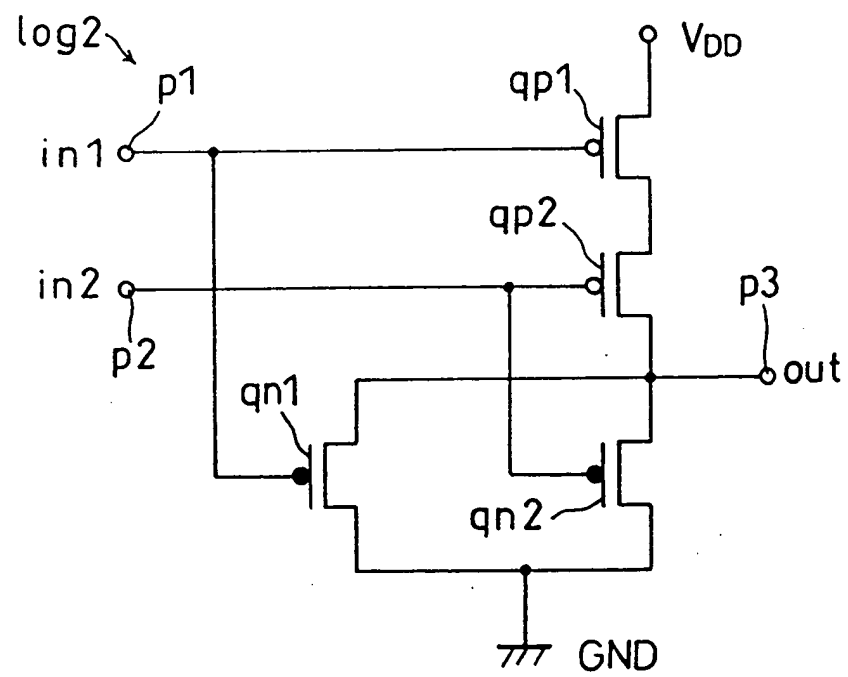 log2
VDD
p1
qp1
in1
qp2
in2
p3
p2
out
qn1
qn2
GND